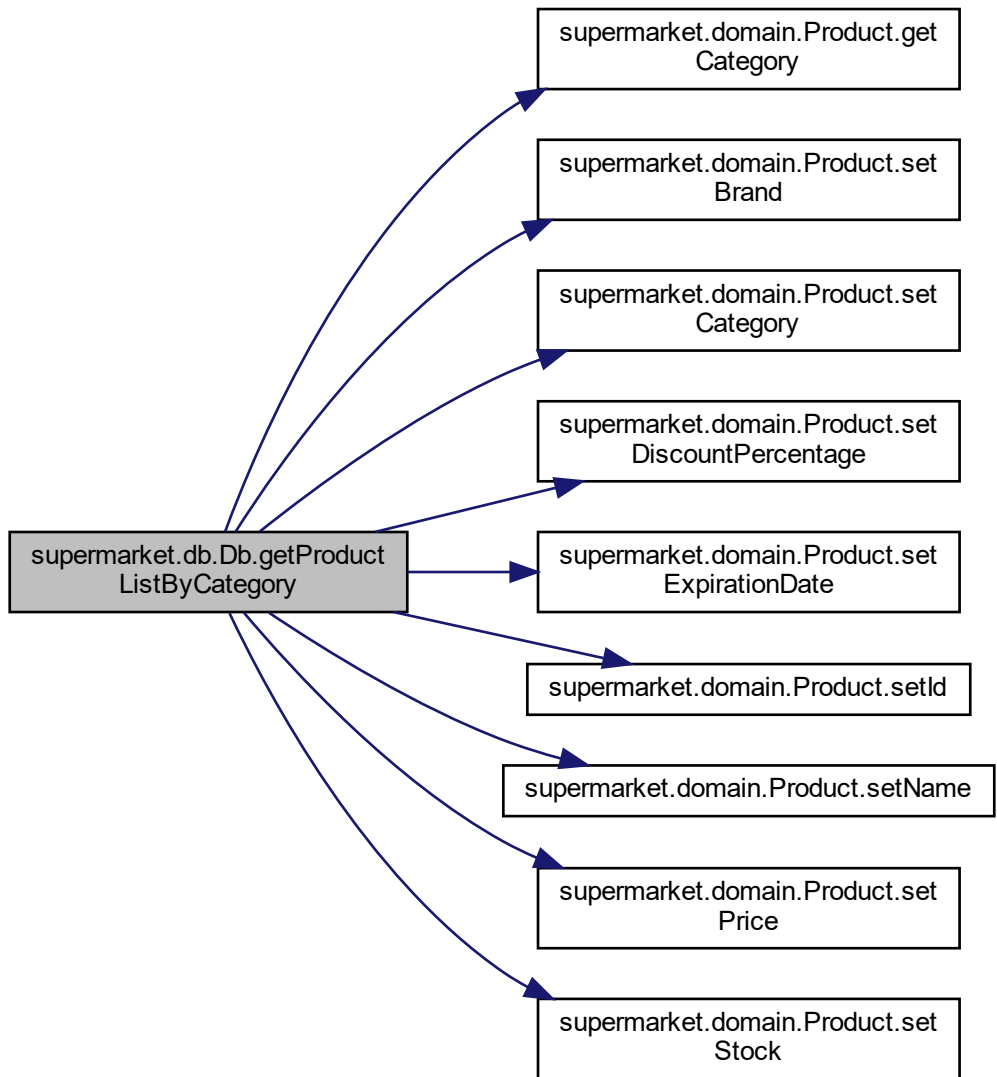 supermarket.domain.Product.get
Category
supermarket.domain.Product.set
Brand
supermarket.domain.Product.set
Category
supermarket.domain.Product.set
DiscountPercentage
supermarket.db.Db.getProduct
ListByCategory
supermarket.domain.Product.set
ExpirationDate
supermarket.domain.Product.setId
supermarket.domain.Product.setName
supermarket.domain.Product.set
Price
supermarket.domain.Product.set
Stock